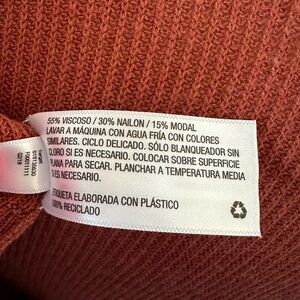 55% VISCOSO / 30% NAILON / 15% MODAL
LAVAR A MÁQUINA CON AGUA FRÍA CON COLORES
SIMILARES. CICLO DELICADO. SÓLO BLANQUEADOR SIN
CLORO SI ES NECESARIO. COLOCAR SOBRE SUPERFICIE
PLANA PARA SECAR. PLANCHAR A TEMPERATURA MEDIA
SI ES NECESARIO.
ETIQUETA ELABORADA CON PLÁSTICO
100% RECICLADO